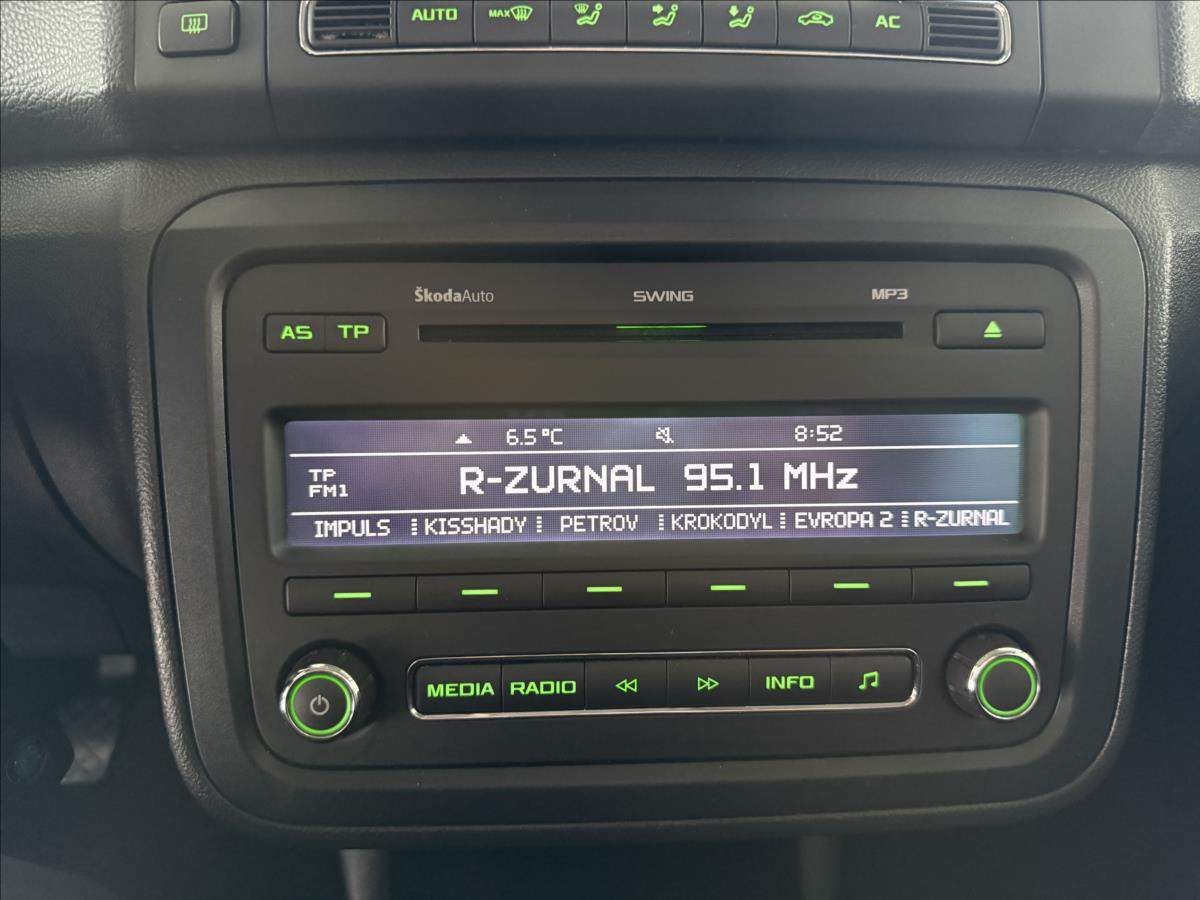 AUTO MAX AC
ŠkodaAuto SWING MP3
AS TP
6.5 °C 8:52
TP
FM1
R-ZURNAL 95.1 MHz
IMPULS KISSHADY PETROV KROKODYL EVROPA 2 R-ZURNAL
MEDIA RADIO INFO